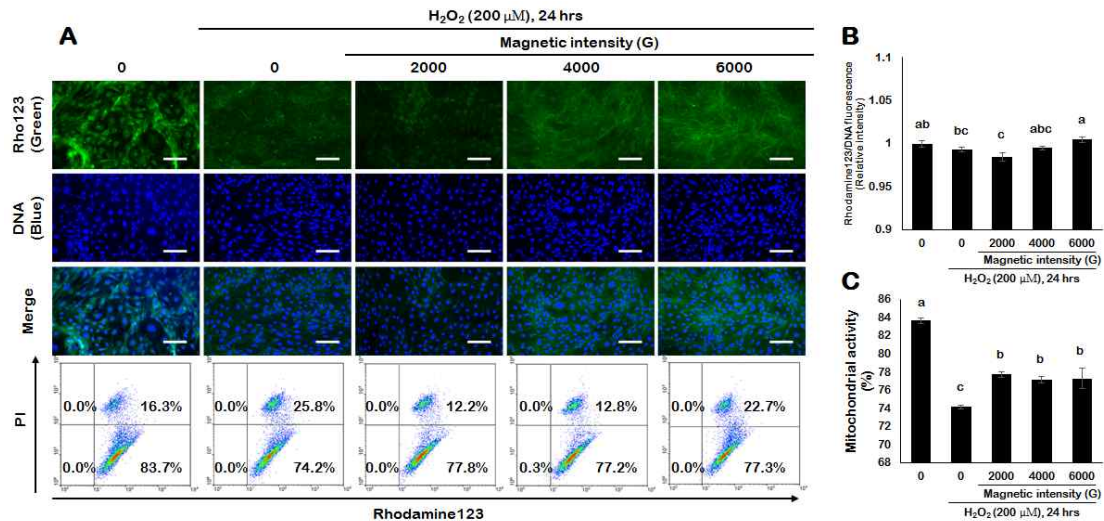 A
H2O2 (200 μM), 24 hrs
Magnetic intensity (G)
0 0 2000 4000 6000
Rho123
(Green)
DNA
(Blue)
Merge
PI
0.0% 16.3% 0.0% 25.8% 0.0% 12.2% 0.0% 12.8% 0.0% 22.7%
0.0% 83.7% 0.0% 74.2% 0.0% 77.8% 0.3% 77.2% 0.0% 77.3%
Rhodamine123
B
Rhodamine123/DNA fluorescence
(Relative intensity)
1.1
1.05
1
0.95
0.9
ab bc c abc a
0 0 2000 4000 6000
Magnetic intensity (G)
H2O2 (200 μM), 24 hrs
C
Mitochondrial activity
(%)
86
84
82
80
78
76
74
72
70
68
a c b b b
0 0 2000 4000 6000
Magnetic intensity (G)
H2O2 (200 μM), 24 hrs